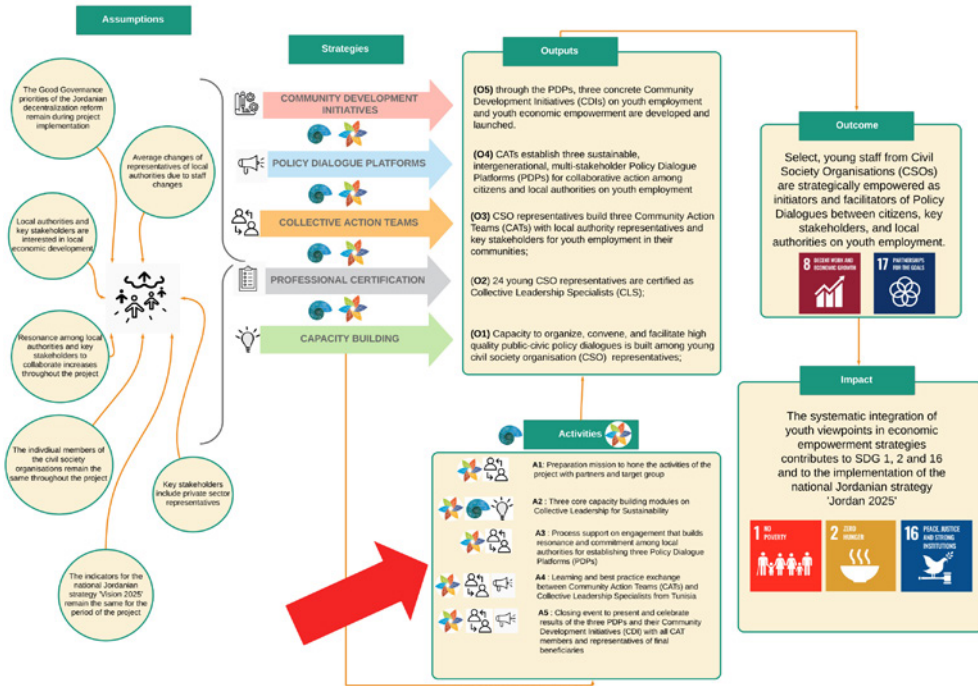 Assumptions
The Good Governance
priorities of the Jordanian
decentralization reform
remain during project
implementation
Average changes of
representatives of local
authorities due to staff
changes
Local authorities and
key stakeholders are
interested in local
economic development.
Resonance among local
authorities and key
stakeholders to
collaborate increases
throughout the project
The indivdiual members of
the civil society
organisations remain the
same throughout the project
Key stakeholders
include private sector
representatives
The indicators for the
national Jordanian
strategy 'Vision 2025'
remain the same for the
period of the project
Strategies
COMMUNITY DEVELOPMENT
INITIATIVES
POLICY DIALOGUE PLATFORMS
COLLECTIVE ACTION TEAMS
PROFESSIONAL CERTIFICATION
CAPACITY BUILDING
Outputs
(O5) through the PDPs, three concrete Community
Development Initiatives (CDIs) on youth employment
and youth economic empowerment are developed and
launched.
(O4) CATs establish three sustainable,
intergenerational, multi-stakeholder Policy Dialogue
Platforms (PDPs) for collaborative action among
citizens and local authorities on youth employment
(O3) CSO representatives build three Community Action
Teams (CATs) with local authority representatives and
key stakeholders for youth employment in their
communities;
(O2) 24 young CSO representatives are certified as
Collective Leadership Specialists (CLS);
(O1) Capacity to organize, convene, and facilitate high
quality public-civic policy dialogues is built among young
civil society organisation (CSO) representatives;
Activities
A1: Preparation mission to hone the activities of the
project with partners and target group
A2 : Three core capacity building modules on
Collective Leadership for Sustainability
A3 : Process support on engagement that builds
resonance and commitment among local
authorities for establishing three Policy Dialogue
Platforms (PDPs)
A4 : Learning and best practice exchange
between Community Action Teams (CATs) and
Collective Leadership Specialists from Tunisia
A5 : Closing event to present and celebrate
results of the three PDPs and their Community
Development Initiatives (CDI) with all CAT
members and representatives of final
beneficiaries
Outcome
Select, young staff from Civil
Society Organisations (CSOs)
are strategically empowered as
initiators and facilitators of Policy
Dialogues between citizens, key
stakeholders, and local
authorities on youth employment.
8 DECENT WORK AND
ECONOMIC GROWTH
17 PARTNERSHIPS
FOR THE GOALS
Impact
The systematic integration of
youth viewpoints in economic
empowerment strategies
contributes to SDG 1, 2 and 16
and to the implementation of the
national Jordanian strategy
'Jordan 2025'
1 NO
POVERTY
2 ZERO
HUNGER
16 PEACE, JUSTICE
AND STRONG
INSTITUTIONS